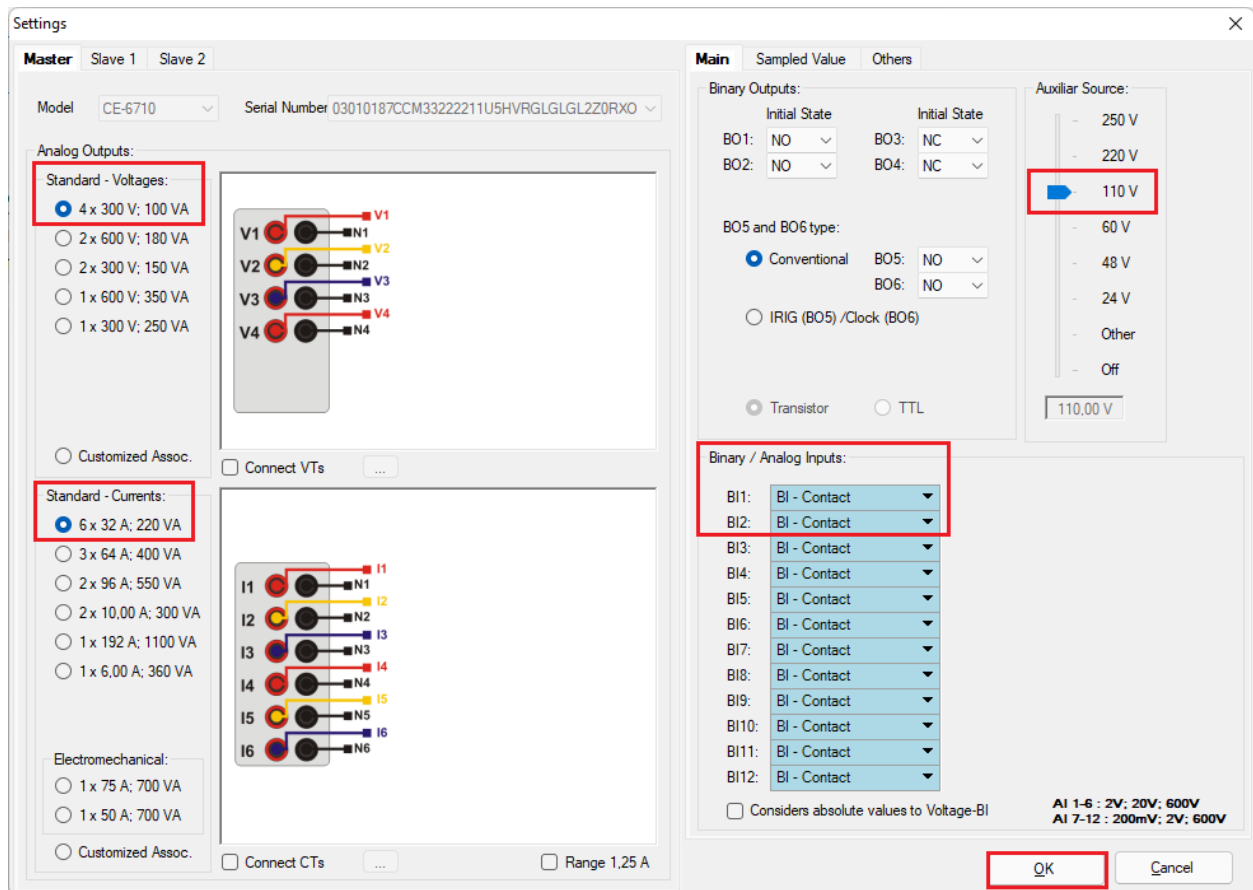 Settings
Master Slave 1 Slave 2
Model CE-6710 Serial Number 03010187CCM33222211U5HVRGLGLGL2Z0RXO
Analog Outputs:
Standard - Voltages:
4 x 300 V; 100 VA
2 x 600 V; 180 VA
2 x 300 V; 150 VA
1 x 600 V; 350 VA
1 x 300 V; 250 VA
Customized Assoc.
V1 V1 N1
V2 V2 N2
V3 V3 N3
V4 V4 N4
Connect VTs ...
Standard - Currents:
6 x 32 A; 220 VA
3 x 64 A; 400 VA
2 x 96 A; 550 VA
2 x 10,00 A; 300 VA
1 x 192 A; 1100 VA
1 x 6,00 A; 360 VA
Electromechanical:
1 x 75 A; 700 VA
1 x 50 A; 700 VA
Customized Assoc.
I1 I1 N1
I2 I2 N2
I3 I3 N3
I4 I4 N4
I5 I5 N5
I6 I6 N6
Connect CTs ... Range 1,25 A
Main Sampled Value Others
Binary Outputs:
Initial State Initial State
BO1: NO BO3: NC
BO2: NO BO4: NC
BO5 and BO6 type:
Conventional BO5: NO
BO6: NO
IRIG (BO5) /Clock (BO6)
Transistor TTL
Auxiliar Source:
250 V
220 V
110 V
60 V
48 V
24 V
Other
Off
110,00 V
Binary / Analog Inputs:
BI1: BI - Contact
BI2: BI - Contact
BI3: BI - Contact
BI4: BI - Contact
BI5: BI - Contact
BI6: BI - Contact
BI7: BI - Contact
BI8: BI - Contact
BI9: BI - Contact
BI10: BI - Contact
BI11: BI - Contact
BI12: BI - Contact
Considers absolute values to Voltage-BI
AI 1-6 : 2V; 20V; 600V
AI 7-12 : 200mV; 2V; 600V
OK Cancel